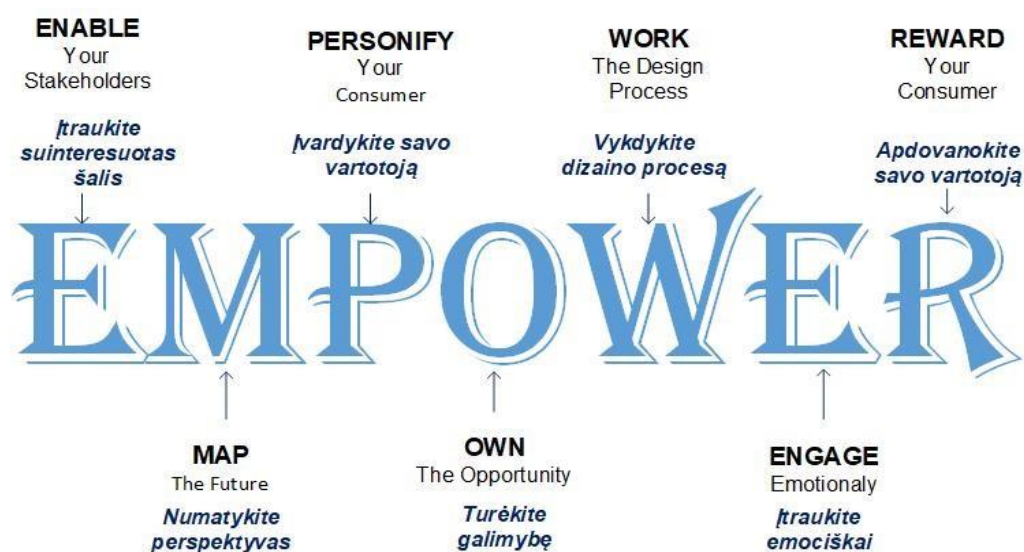 ENABLE
Your
Stakeholders
Įtraukite
suinteresuotas
šalis
PERSONIFY
Your
Consumer
Įvardykite savo
vartotoją
WORK
The Design
Process
Vykdykite
dizaino procesą
REWARD
Your
Consumer
Apdovanokite
savo vartotoją
EMPOWER
MAP
The Future
Numatykite
perspektyvas
OWN
The Opportunity
Turėkite
galimybę
ENGAGE
Emotionaly
Įtraukite
emociškai